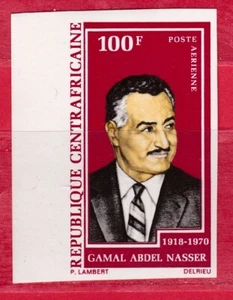 REPUBLIQUE CENTRAFRICAINE
100F
POSTE
AERIENNE
1918-1970
GAMAL ABDEL NASSER
P. LAMBERT
DELRIEU